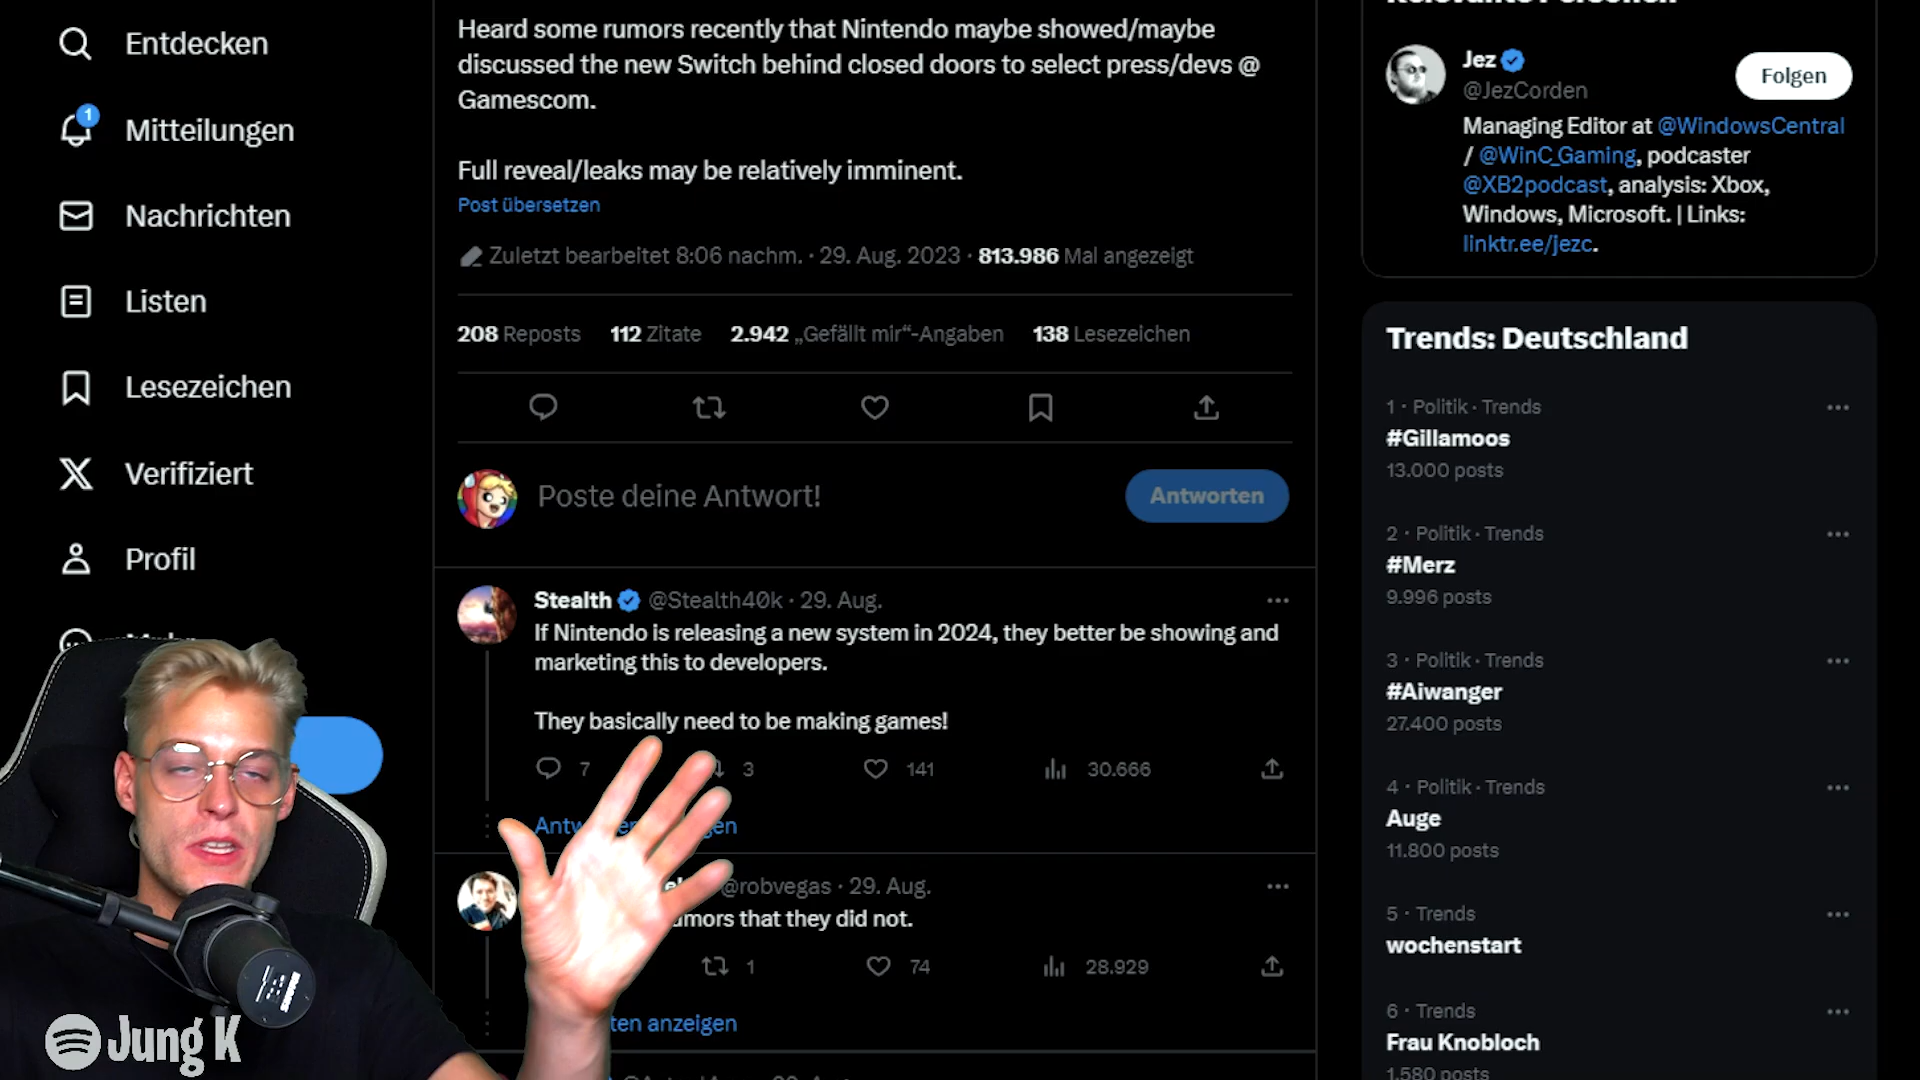 Entdecken
1
Mitteilungen
Nachrichten
Listen
Lesezeichen
Verifiziert
Profil
Heard some rumors recently that Nintendo maybe showed/maybe
discussed the new Switch behind closed doors to select press/devs @
Gamescom.
Full reveal/leaks may be relatively imminent.
Post übersetzen
Zuletzt bearbeitet 8:06 nachm. · 29. Aug. 2023 · 813.986 Mal angezeigt
208 Reposts 112 Zitate 2.942 „Gefällt mir“-Angaben 138 Lesezeichen
Poste deine Antwort!
Antworten
Stealth @Stealth40k · 29. Aug.
If Nintendo is releasing a new system in 2024, they better be showing and
marketing this to developers.
They basically need to be making games!
7 3 141 30.666
@robvegas · 29. Aug.
that they did not.
1 74 28.929
anzeigen
Jung K
Jez
@JezCorden
Folgen
Managing Editor at @WindowsCentral
/ @WinC_Gaming, podcaster
@XB2podcast, analysis: Xbox,
Windows, Microsoft. | Links:
linktr.ee/jezc.
Trends: Deutschland
1 · Politik · Trends
#Gillamoos
13.000 posts
2 · Politik · Trends
#Merz
9.996 posts
3 · Politik · Trends
#Aiwanger
27.400 posts
4 · Politik · Trends
Auge
11.800 posts
5 · Trends
wochenstart
6 · Trends
Frau Knobloch
1.580 posts